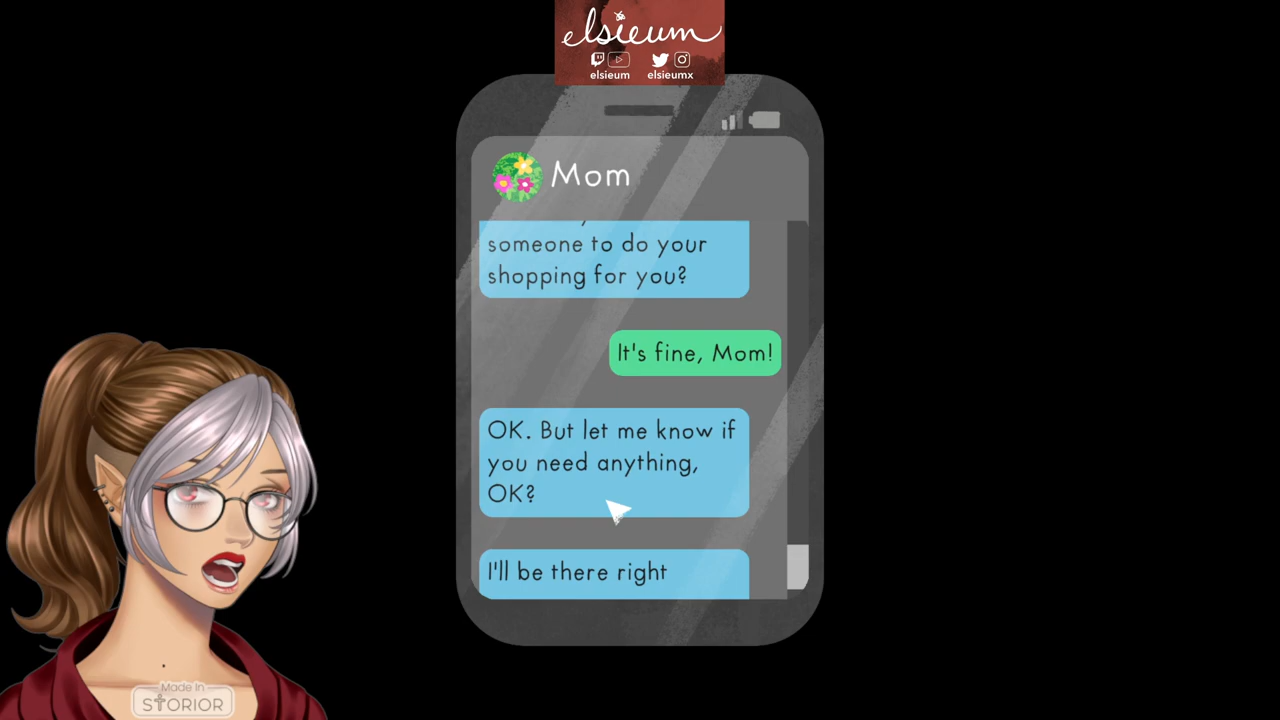 elsieum
elsieum elsieumx
Mom
someone to do your
shopping for you?
It's fine, Mom!
OK. But let me know if
you need anything,
OK?
I'll be there right
Made In
STORIOR